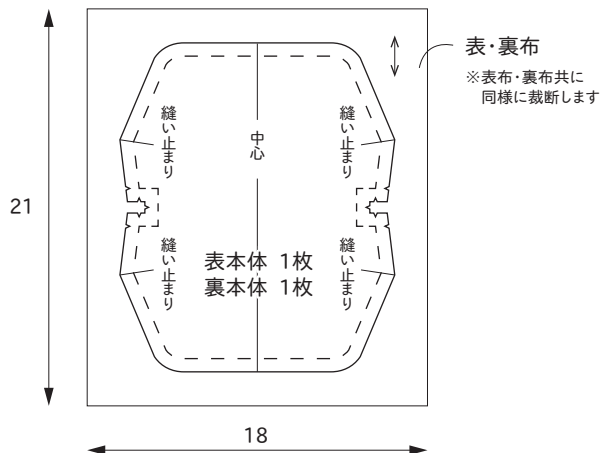 表・裏布
※表布・裏布共に
同様に裁断します
縫い止まり
中心
縫い止まり
21
縫い止まり
縫い止まり
表本体 1枚
裏本体 1枚
18